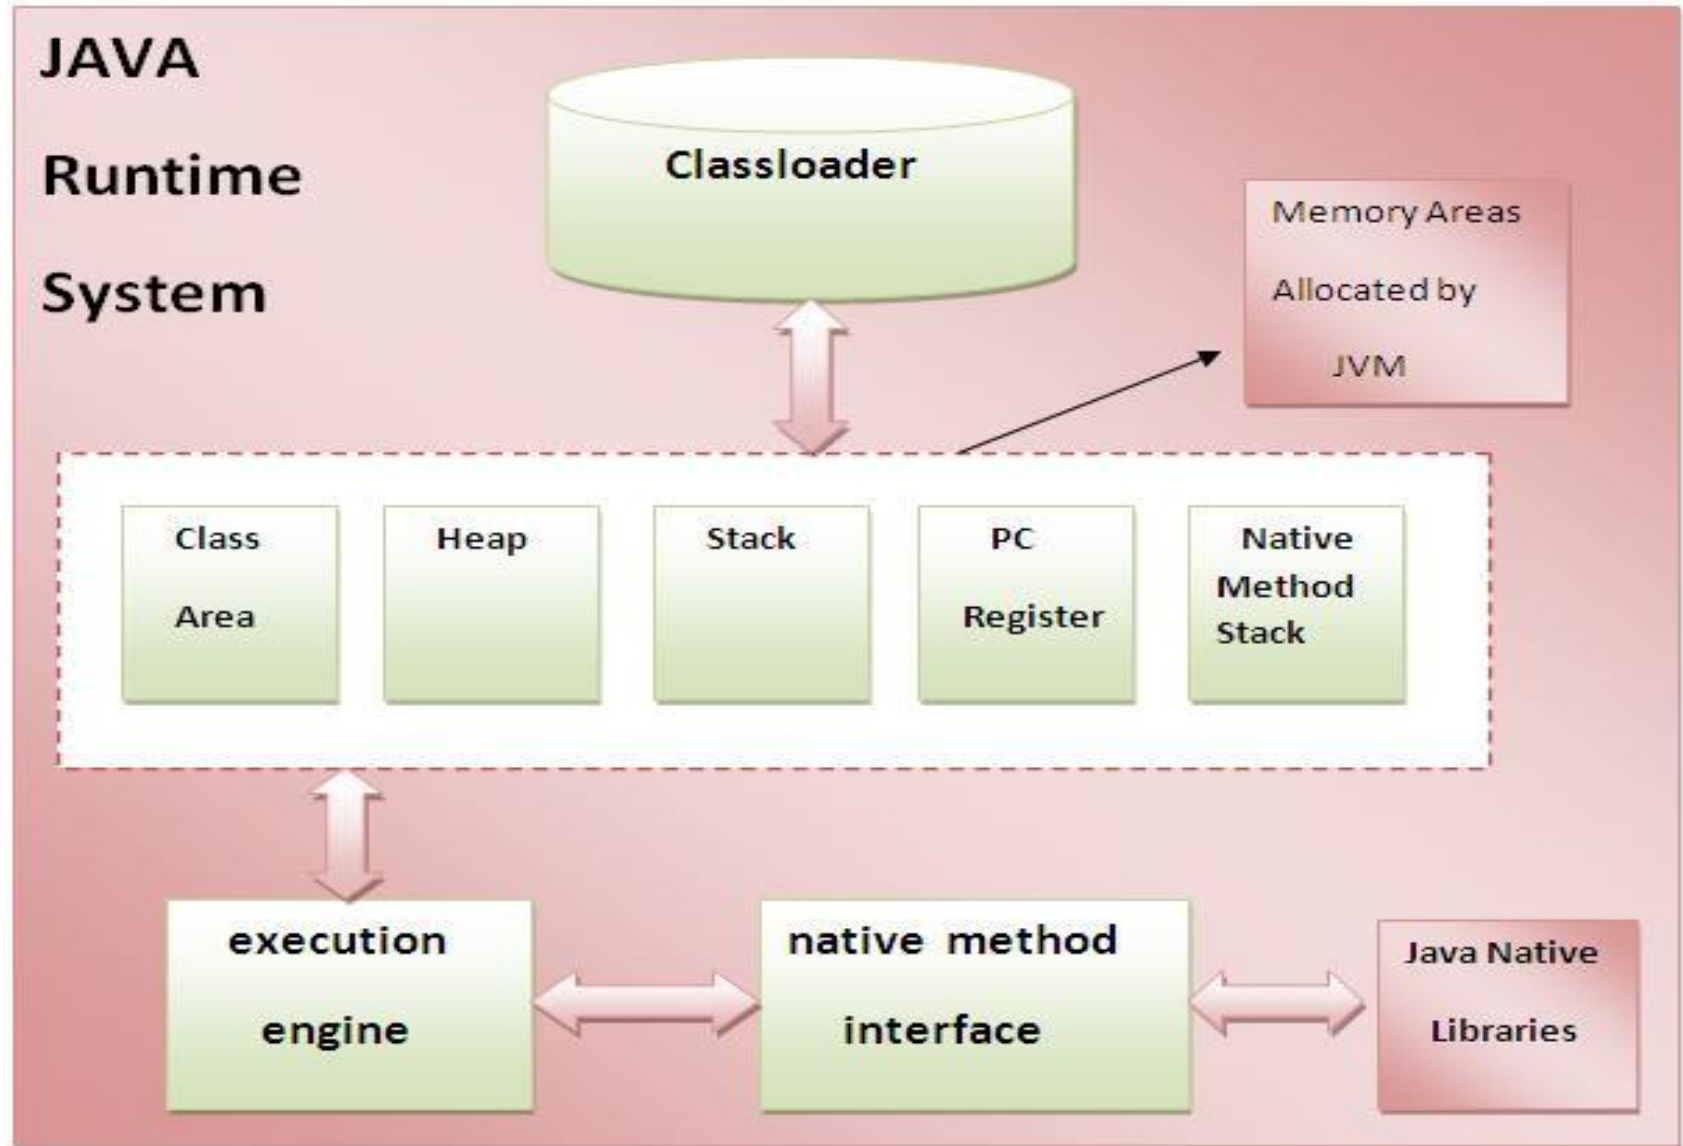 JAVA
Runtime
System
Classloader
Memory Areas
Allocated by
JVM
Class
Area
Heap
Stack
PC
Register
Native
Method
Stack
execution
engine
native method
interface
Java Native
Libraries